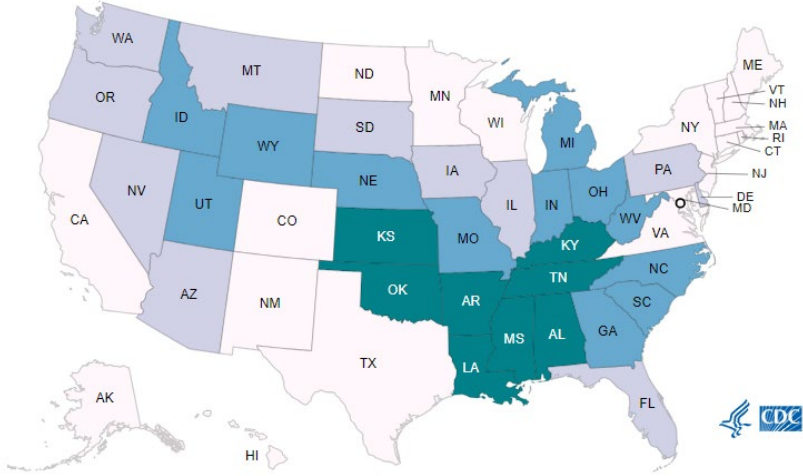 WA
MT
ND
MN
ME
VT
NH
OR
ID
SD
WI
NY
MA
RI
CT
WY
MI
IA
PA
NJ
NE
NV
UT
IL
IN
OH
DE
MD
CO
WV
VA
CA
KS
MO
KY
NC
TN
AZ
NM
OK
AR
SC
MS
AL
GA
TX
LA
AK
FL
HI
CDC